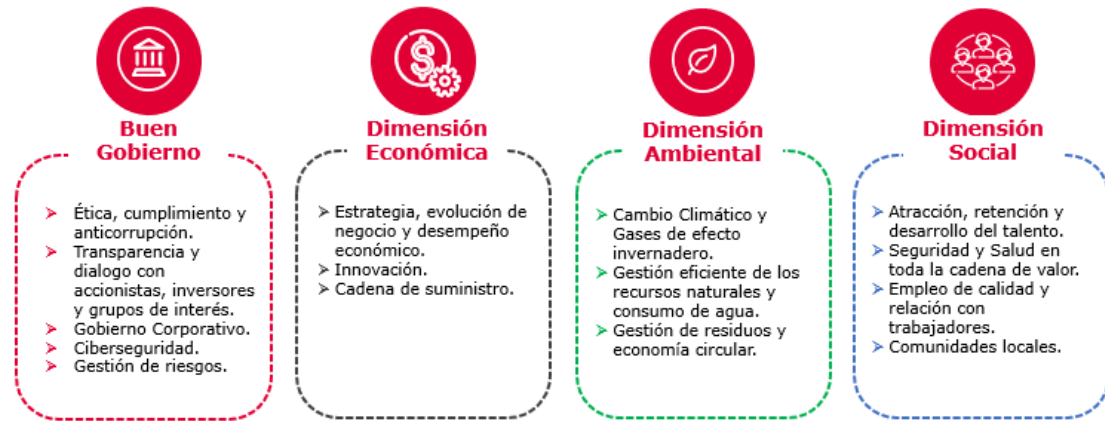 Buen
Gobierno
Ética, cumplimiento y
anticorrupción.
Transparencia y
dialogo con
accionistas, inversores
y grupos de interés.
Gobierno Corporativo.
Ciberseguridad.
Gestión de riesgos.
Dimensión
Económica
Estrategia, evolución de
negocio y desempeño
económico.
Innovación.
Cadena de suministro.
Dimensión
Ambiental
Cambio Climático y
Gases de efecto
invernadero.
Gestión eficiente de los
recursos naturales y
consumo de agua.
Gestión de residuos y
economía circular.
Dimensión
Social
Atracción, retención y
desarrollo del talento.
Seguridad y Salud en
toda la cadena de valor.
Empleo de calidad y
relación con
trabajadores.
Comunidades locales.